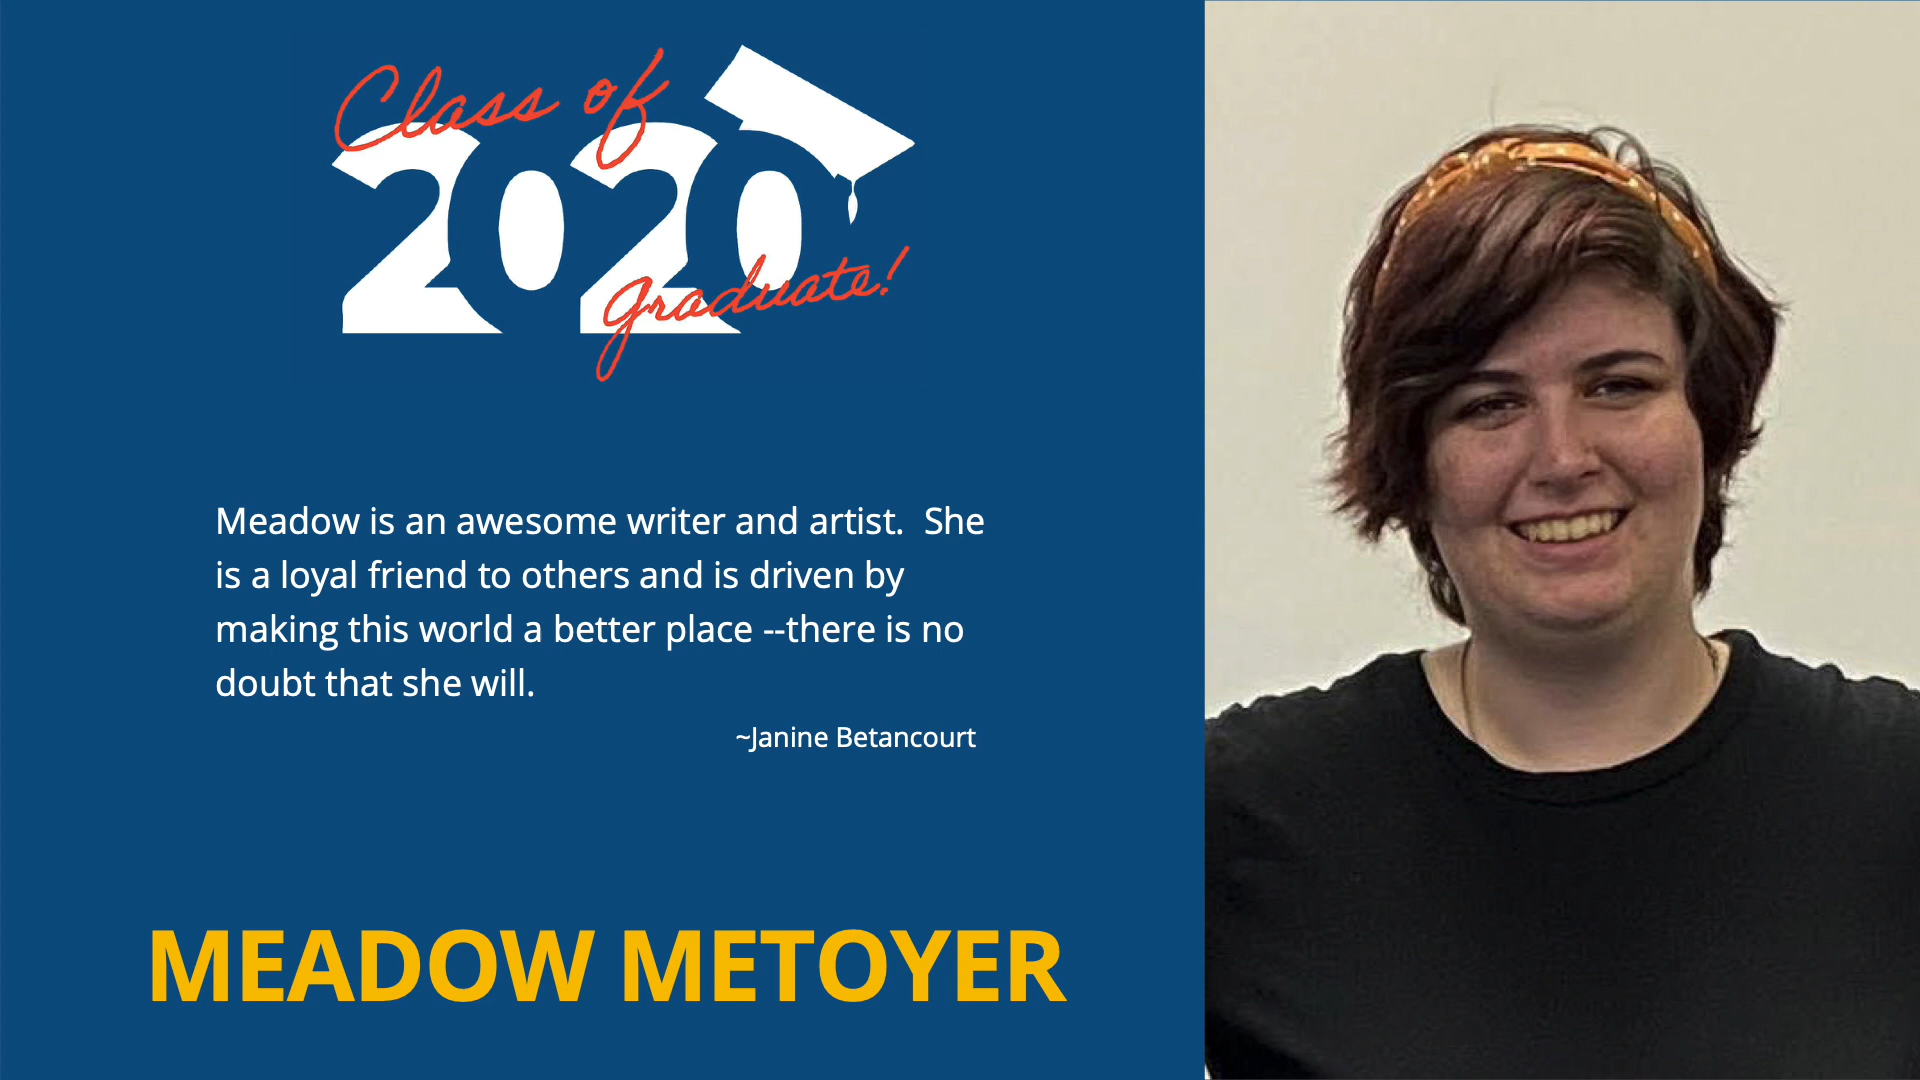 Class of
2020
graduate!
Meadow is an awesome writer and artist.  She
is a loyal friend to others and is driven by
making this world a better place --there is no
doubt that she will.
~Janine Betancourt
MEADOW METOYER